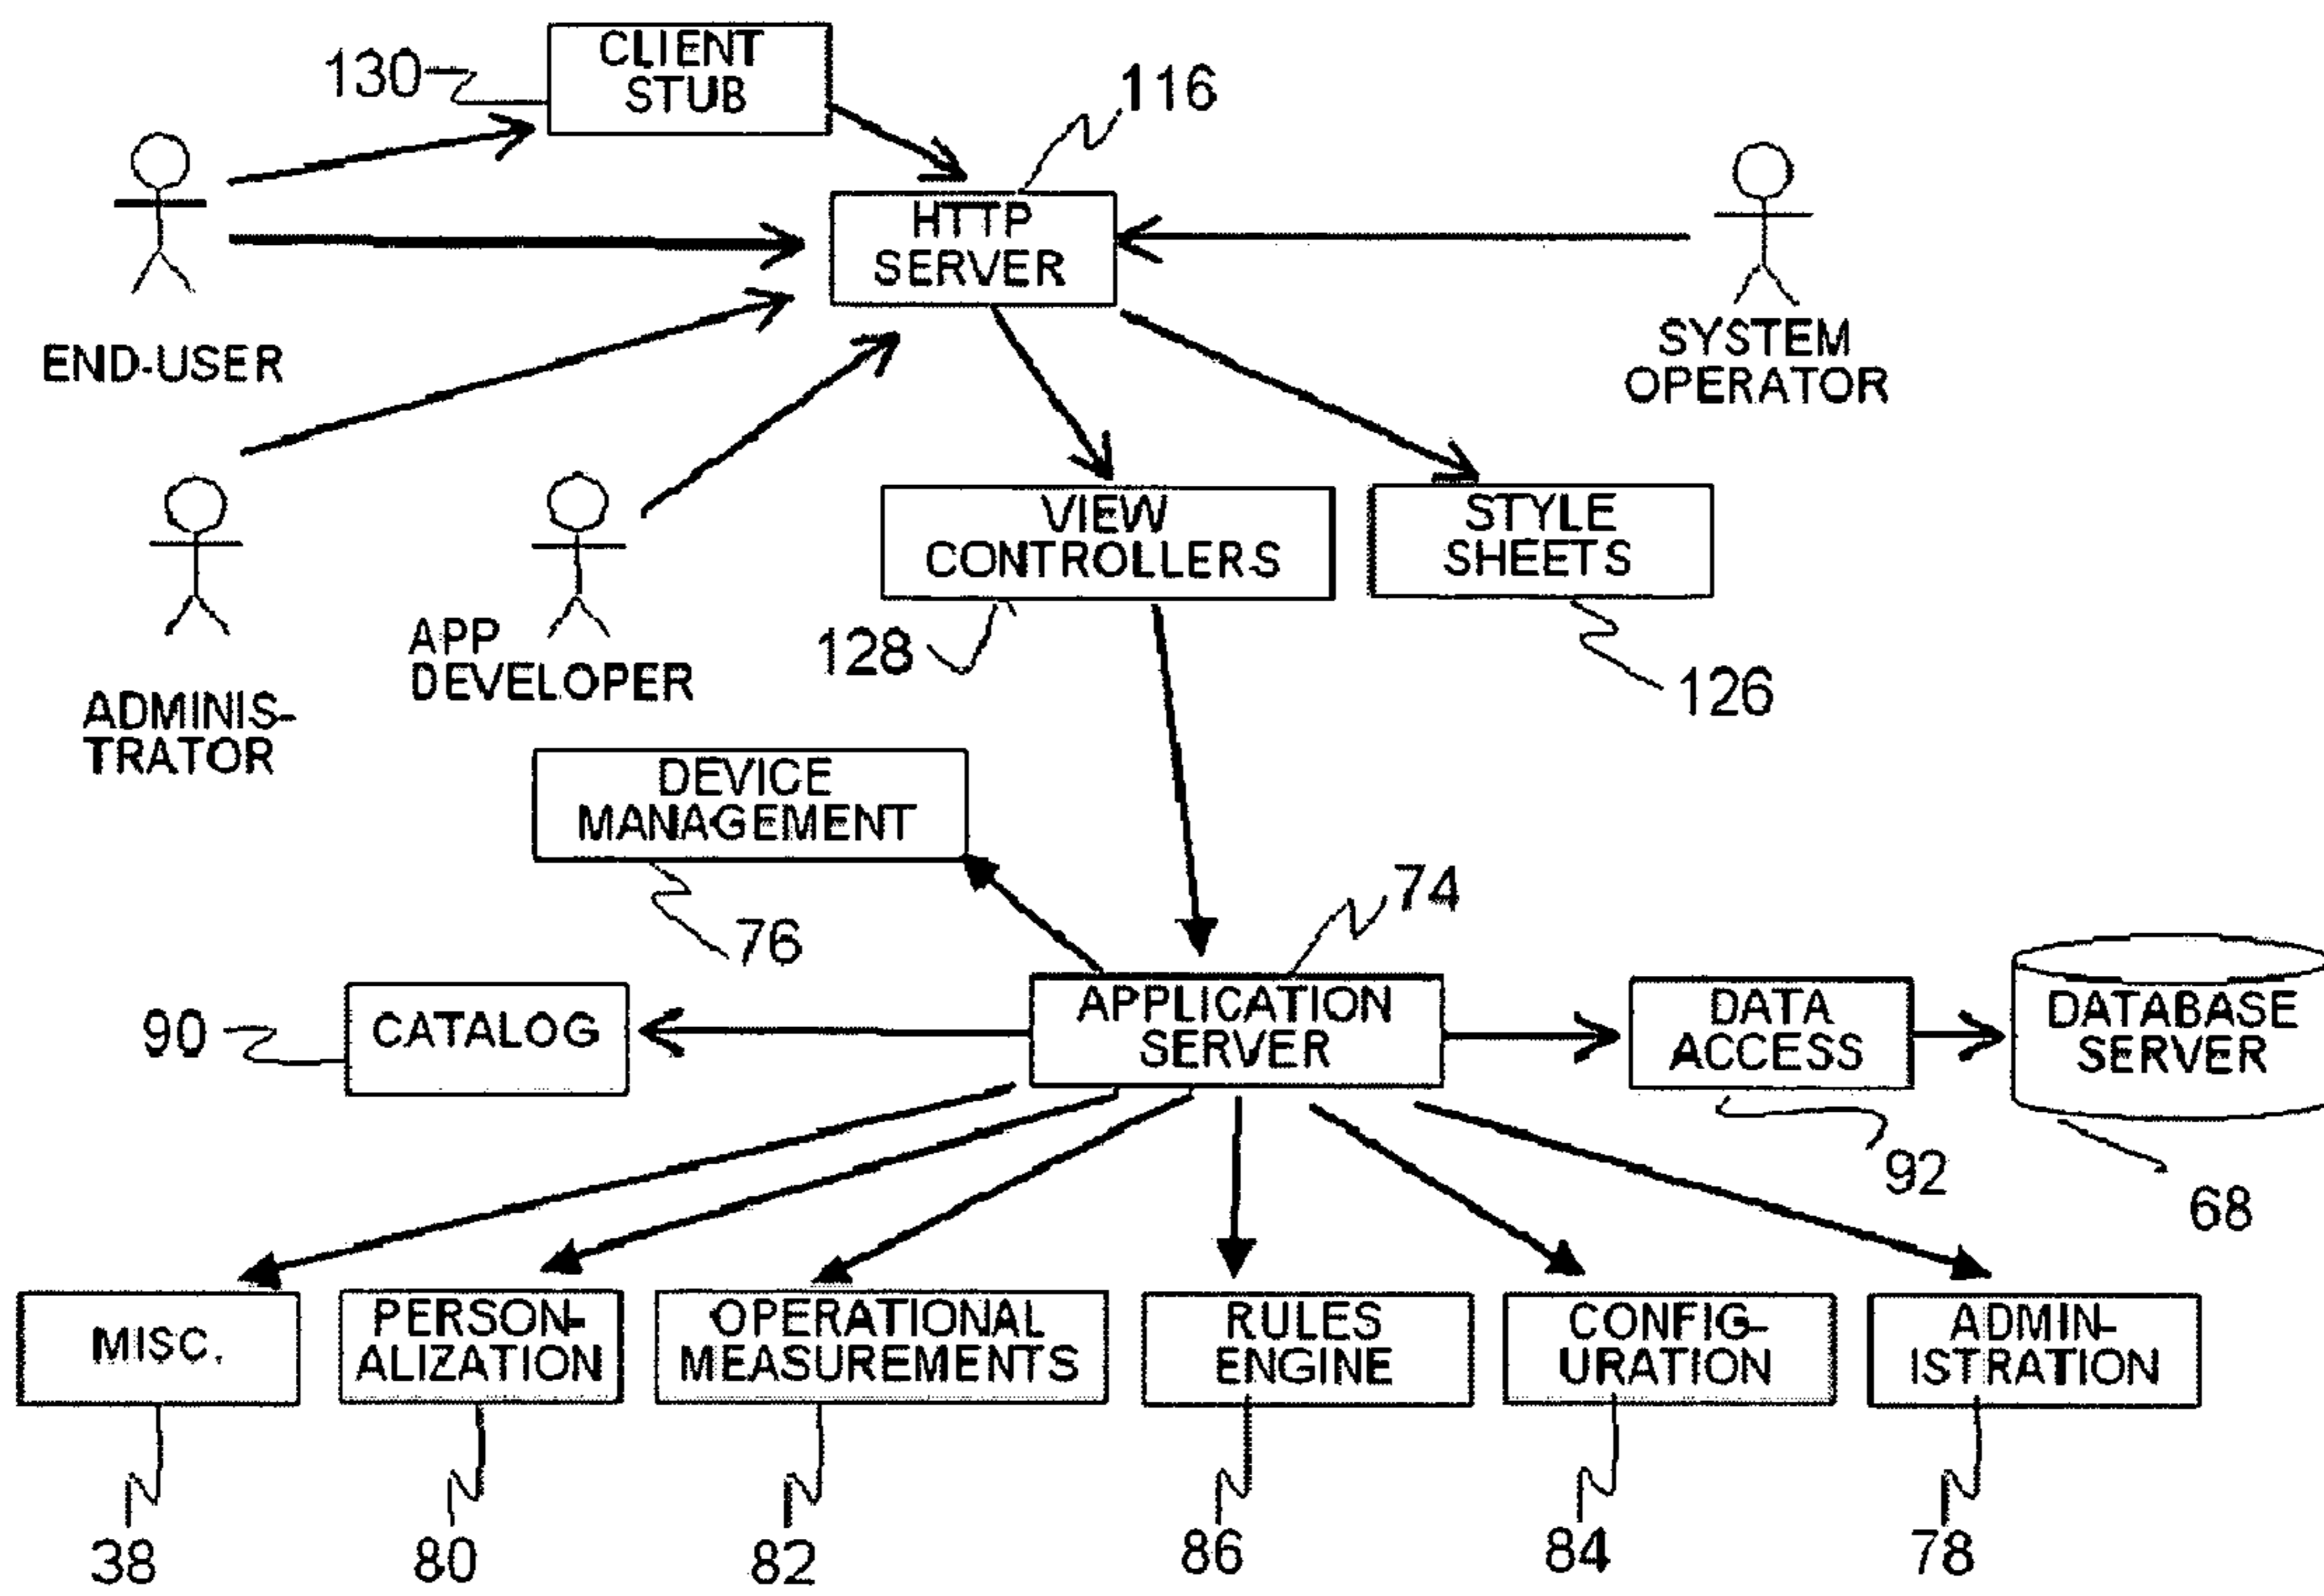 CLIENT
STUB
130
116
HTTP
SERVER
END-USER
SYSTEM
OPERATOR
VIEW
CONTROLLERS
STYLE
SHEETS
128
126
APP
DEVELOPER
ADMINIS-
TRATOR
DEVICE
MANAGEMENT
76
74
90
CATALOG
APPLICATION
SERVER
DATA
ACCESS
DATABASE
SERVER
92
68
MISC.
PERSON-
ALIZATION
OPERATIONAL
MEASUREMENTS
RULES
ENGINE
CONFIG-
URATION
ADMIN-
ISTRATION
38
80
82
86
84
78